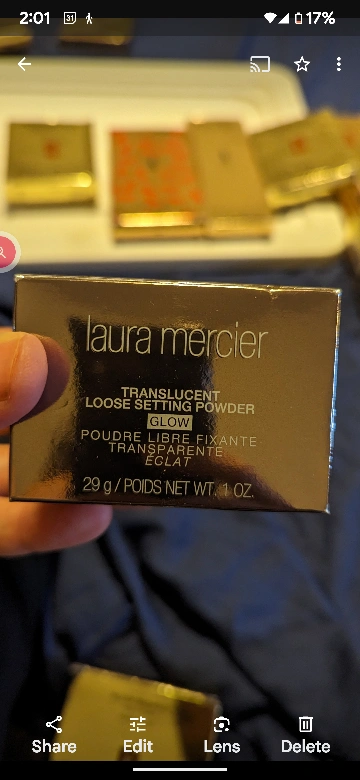 2:01
31
17%
laura mercier
TRANSLUCENT
LOOSE SETTING POWDER
GLOW
POUDRE LIBRE FIXANTE
TRANSPARENTE
ÉCLAT
29 g / POIDS NET WT. 1 OZ.
Share Edit Lens Delete